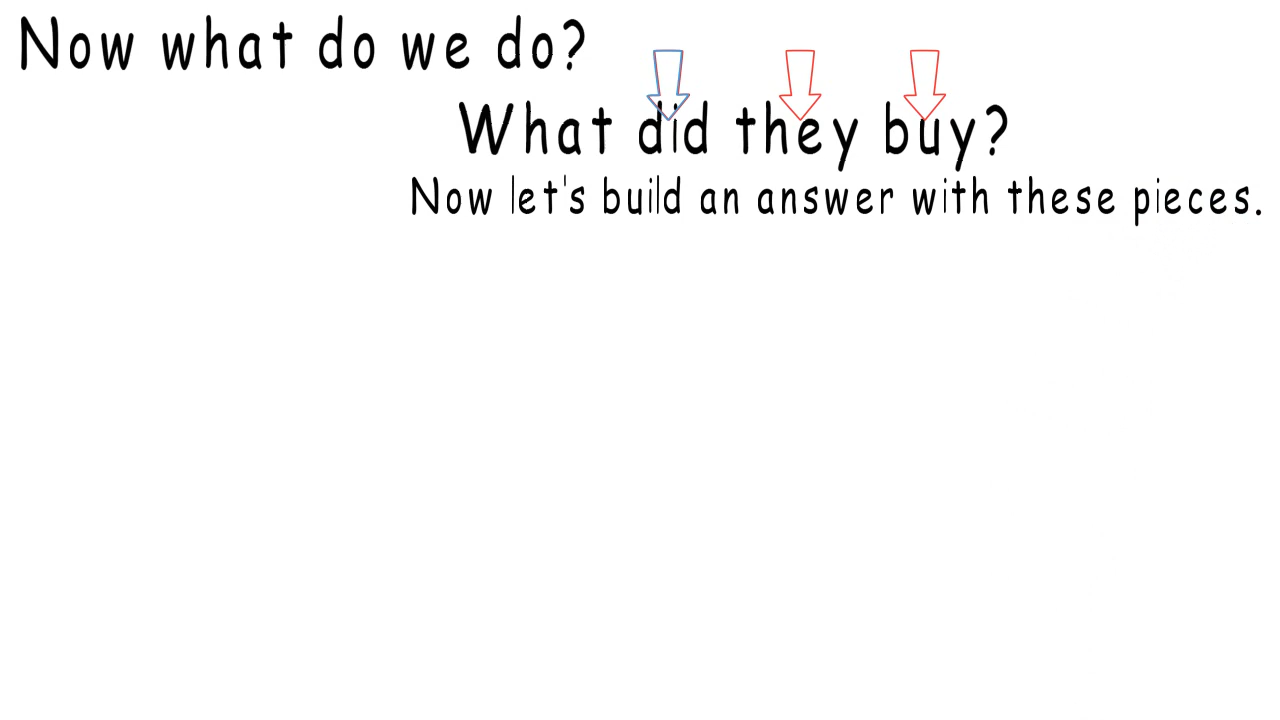 Now what do we do?
What did they buy?
Now let's build an answer with these pieces.